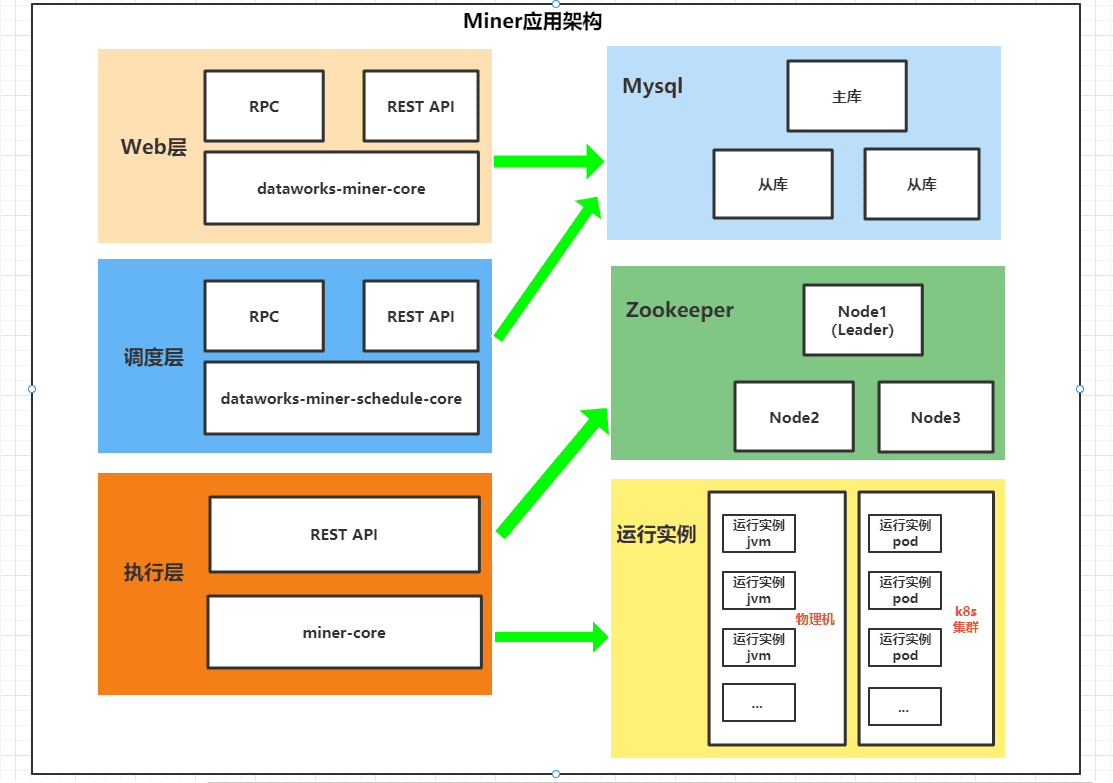 Miner应用架构
Web层
RPC
REST API
dataworks-miner-core
调度层
RPC
REST API
dataworks-miner-schedule-core
执行层
REST API
miner-core
Mysql
主库
从库
从库
Zookeeper
Node1
(Leader)
Node2
Node3
运行实例
运行实例
jvm
运行实例
jvm
运行实例
jvm
...
物理机
运行实例
pod
运行实例
pod
运行实例
pod
...
k8s
集群